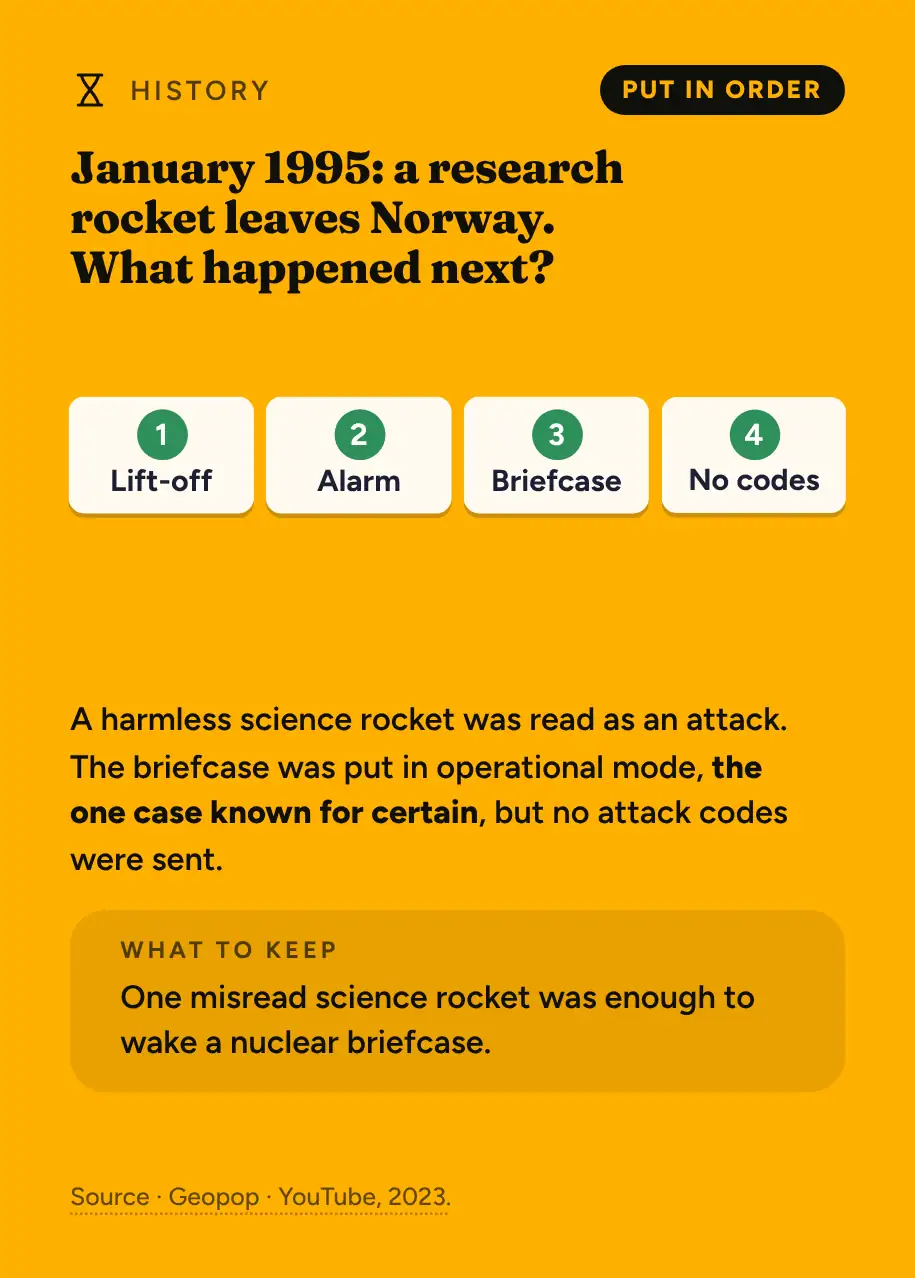 HISTORY
PUT IN ORDER
January 1995: a research
rocket leaves Norway.
What happened next?
1
Lift-off
2
Alarm
3
Briefcase
4
No codes
A harmless science rocket was read as an attack.
The briefcase was put in operational mode, the
one case known for certain, but no attack codes
were sent.
WHAT TO KEEP
One misread science rocket was enough to
wake a nuclear briefcase.
Source · Geopop · YouTube, 2023.